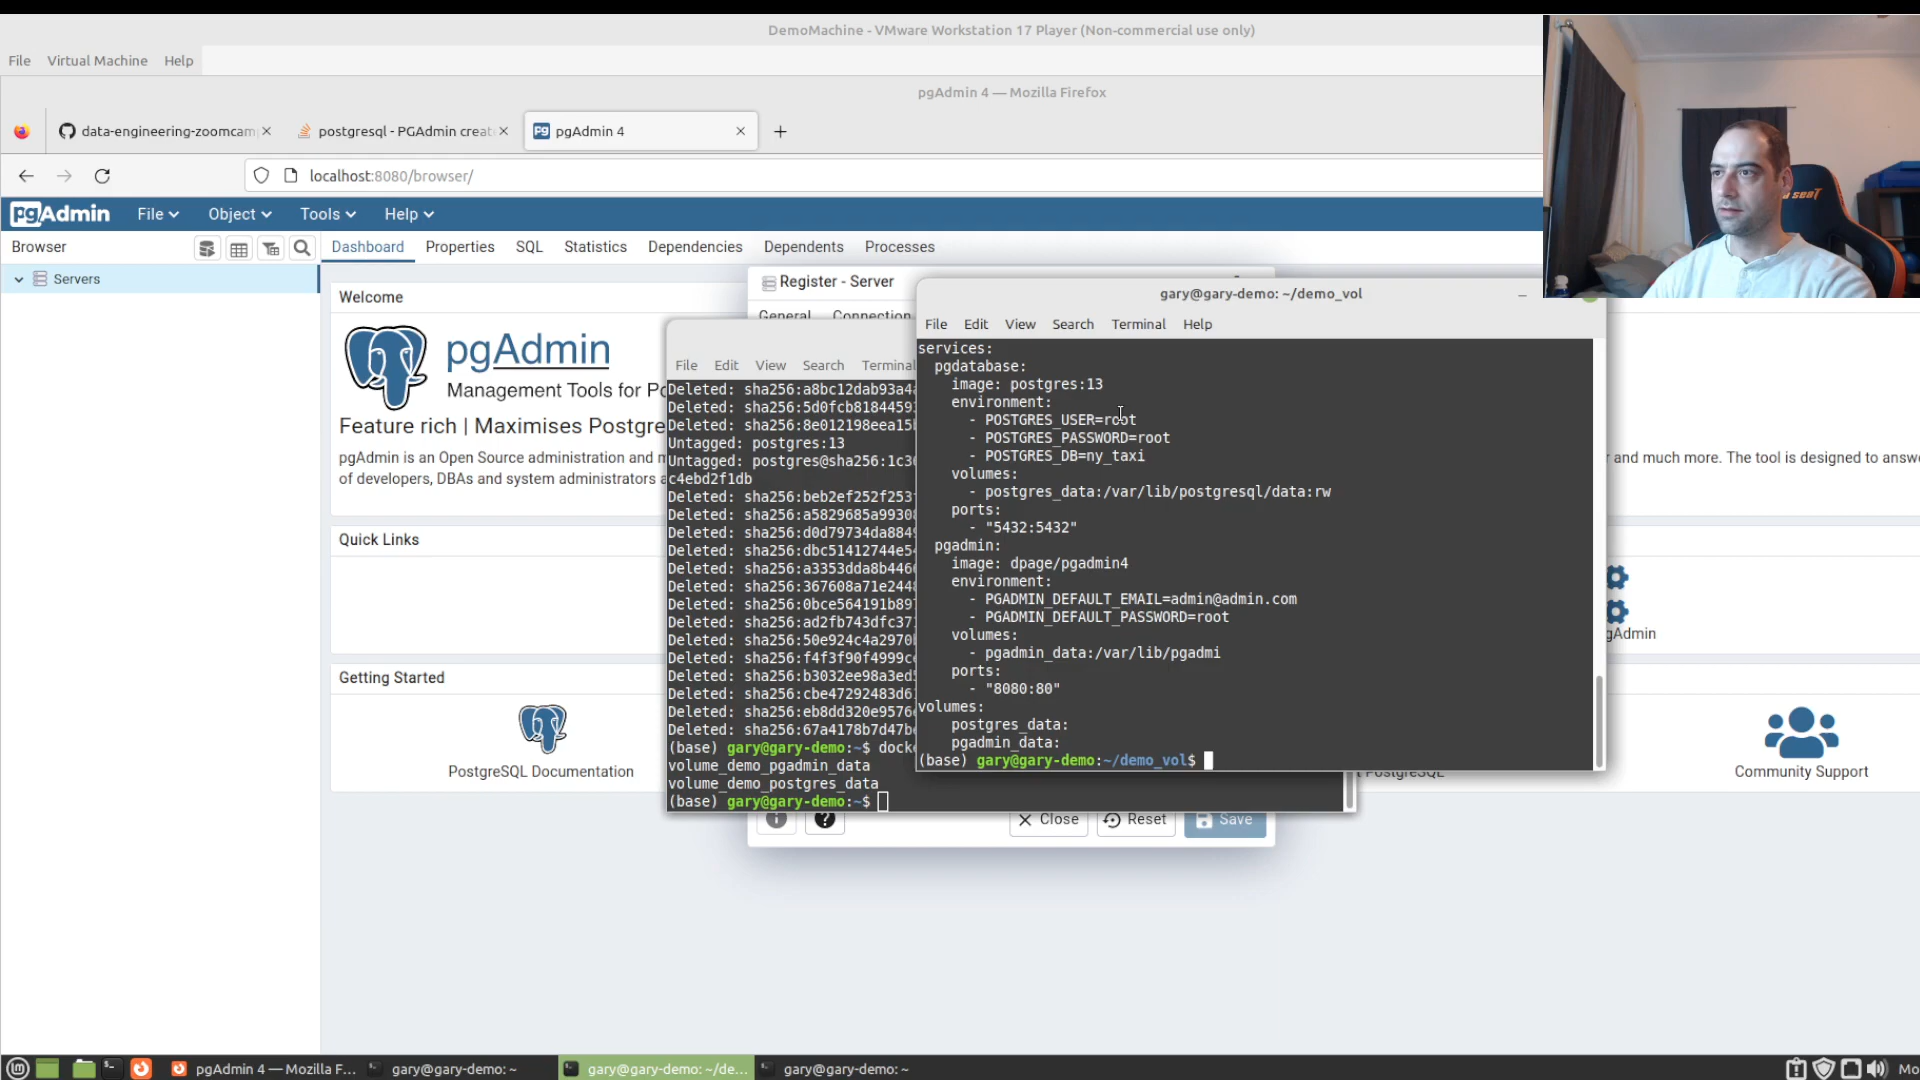 DemoMachine - VMware Workstation 17 Player (Non-commercial use only)
File Virtual Machine Help
pgAdmin 4 — Mozilla Firefox
data-engineering-zoomcam
postgresql - PGAdmin creat
pgAdmin 4
localhost:8080/browser/
pgAdmin File Object Tools Help
Browser
Dashboard Properties SQL Statistics Dependencies Dependents Processes
Servers
Welcome
pgAdmin
Management Tools for Po
Feature rich | Maximises Postgre
pgAdmin is an Open Source administration and m
of developers, DBAs and system administrators a
r and much more. The tool is designed to answe
Quick Links
gAdmin
Getting Started
PostgreSQL Documentation
t PostgreSQL
Community Support
Register - Server
General Connection
Close Reset Save
File Edit View Search Terminal
Deleted: sha256:a8bc12dab93a4a
Deleted: sha256:5d0fcb8184459
Deleted: sha256:8e012198eea15
Untagged: postgres:13
Untagged: postgres@sha256:1c3
c4ebd2f1db
Deleted: sha256:beb2ef252f253
Deleted: sha256:a5829685a9930
Deleted: sha256:d0d79734da884
Deleted: sha256:dbc51412744e5
Deleted: sha256:a3353dda8b446
Deleted: sha256:367608a71e244
Deleted: sha256:0bce564191b89
Deleted: sha256:ad2fb743dfc37
Deleted: sha256:50e924c4a2970
Deleted: sha256:f4f3f90f4999c
Deleted: sha256:b3032ee98a3ed
Deleted: sha256:cbe47292483d6
Deleted: sha256:eb8dd320e9576
Deleted: sha256:67a4178b7d47b
(base) gary@gary-demo:~$ docke
volume_demo_pgadmin_data
volume_demo_postgres_data
(base) gary@gary-demo:~$
gary@gary-demo: ~/demo_vol
File Edit View Search Terminal Help
services:
pgdatabase:
image: postgres:13
environment:
- POSTGRES_USER=root
- POSTGRES_PASSWORD=root
- POSTGRES_DB=ny_taxi
volumes:
- postgres_data:/var/lib/postgresql/data:rw
ports:
- "5432:5432"
pgadmin:
image: dpage/pgadmin4
environment:
- PGADMIN_DEFAULT_EMAIL=admin@admin.com
- PGADMIN_DEFAULT_PASSWORD=root
volumes:
- pgadmin_data:/var/lib/pgadmi
ports:
- "8080:80"
volumes:
postgres_data:
pgadmin_data:
(base) gary@gary-demo:~/demo_vol$
pgAdmin 4 — Mozilla F...
gary@gary-demo: ~
gary@gary-demo: ~/de...
gary@gary-demo: ~
Mo